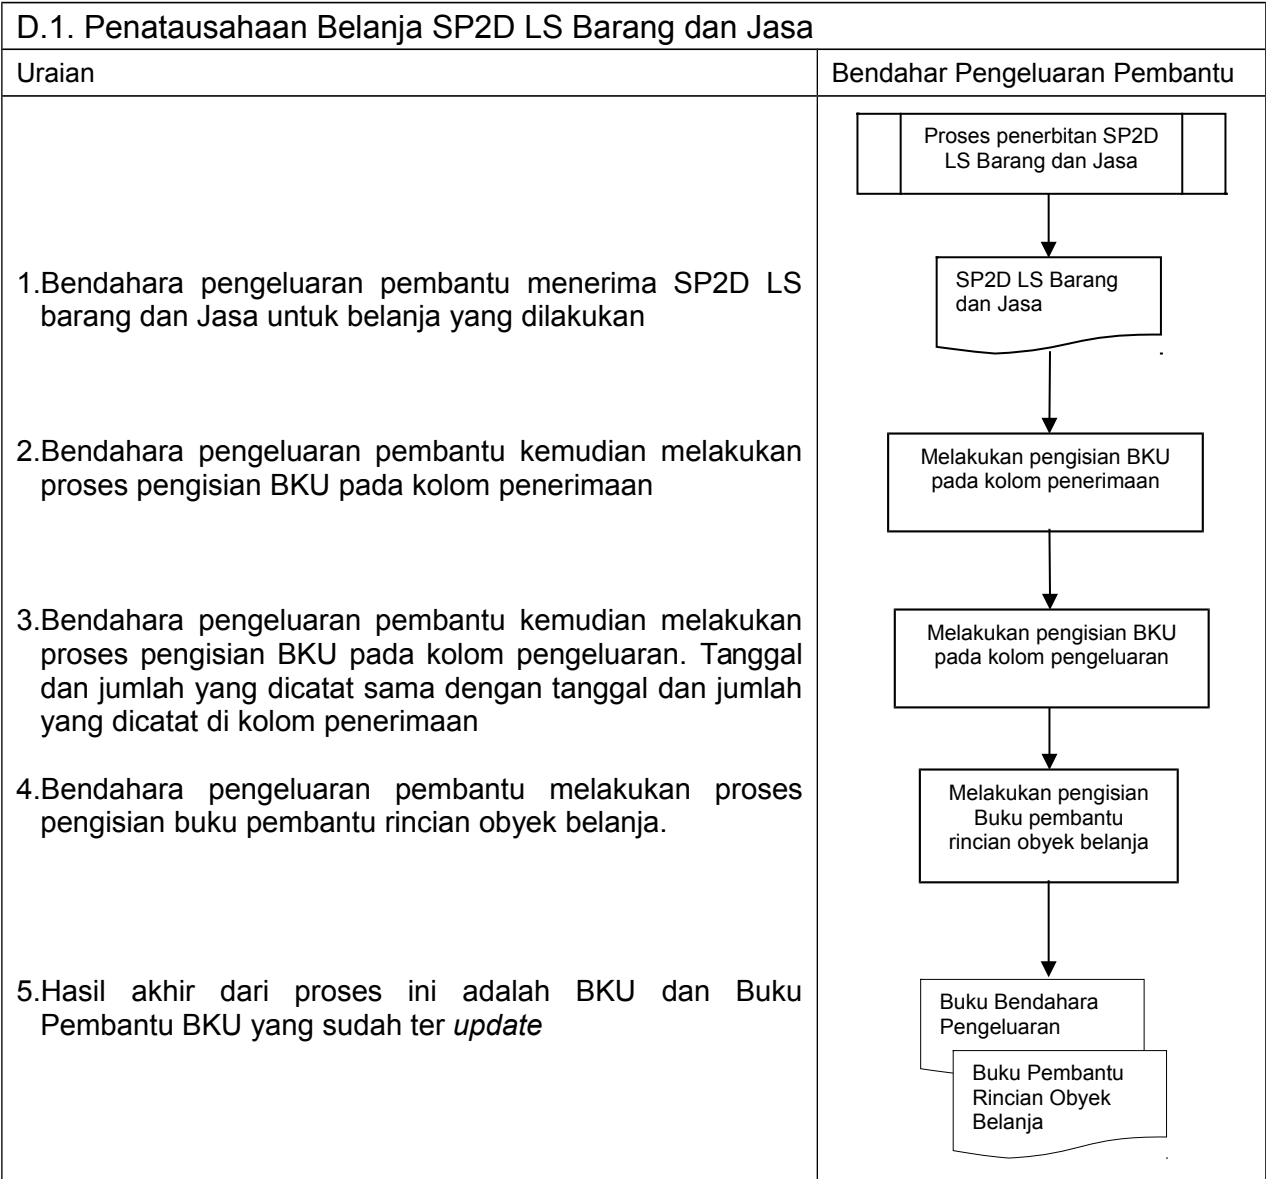 D.1. Penatausahaan Belanja SP2D LS Barang dan Jasa
Uraian
Bendahar Pengeluaran Pembantu
Proses penerbitan SP2D
LS Barang dan Jasa
1.Bendahara pengeluaran pembantu menerima SP2D LS
barang dan Jasa untuk belanja yang dilakukan
SP2D LS Barang
dan Jasa
2.Bendahara pengeluaran pembantu kemudian melakukan
proses pengisian BKU pada kolom penerimaan
Melakukan pengisian BKU
pada kolom penerimaan
3.Bendahara pengeluaran pembantu kemudian melakukan
proses pengisian BKU pada kolom pengeluaran. Tanggal
dan jumlah yang dicatat sama dengan tanggal dan jumlah
yang dicatat di kolom penerimaan
Melakukan pengisian BKU
pada kolom pengeluaran
4.Bendahara pengeluaran pembantu melakukan proses
pengisian buku pembantu rincian obyek belanja.
Melakukan pengisian
Buku pembantu
rincian obyek belanja
5.Hasil akhir dari proses ini adalah BKU dan Buku
Pembantu BKU yang sudah ter update
Buku Bendahara
Pengeluaran
Buku Pembantu
Rincian Obyek
Belanja